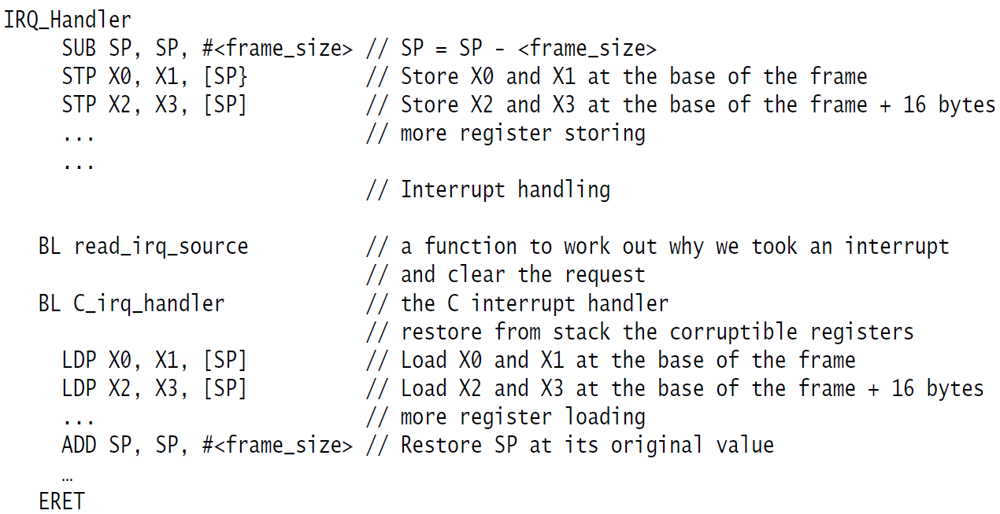 IRQ_Handler
SUB SP, SP, #<frame_size> // SP = SP - <frame_size>
STP X0, X1, [SP} // Store X0 and X1 at the base of the frame
STP X2, X3, [SP] // Store X2 and X3 at the base of the frame + 16 bytes
... // more register storing
...
// Interrupt handling
BL read_irq_source // a function to work out why we took an interrupt
// and clear the request
BL C_irq_handler // the C interrupt handler
// restore from stack the corruptible registers
LDP X0, X1, [SP] // Load X0 and X1 at the base of the frame
LDP X2, X3, [SP] // Load X2 and X3 at the base of the frame + 16 bytes
... // more register loading
ADD SP, SP, #<frame_size> // Restore SP at its original value
…
ERET